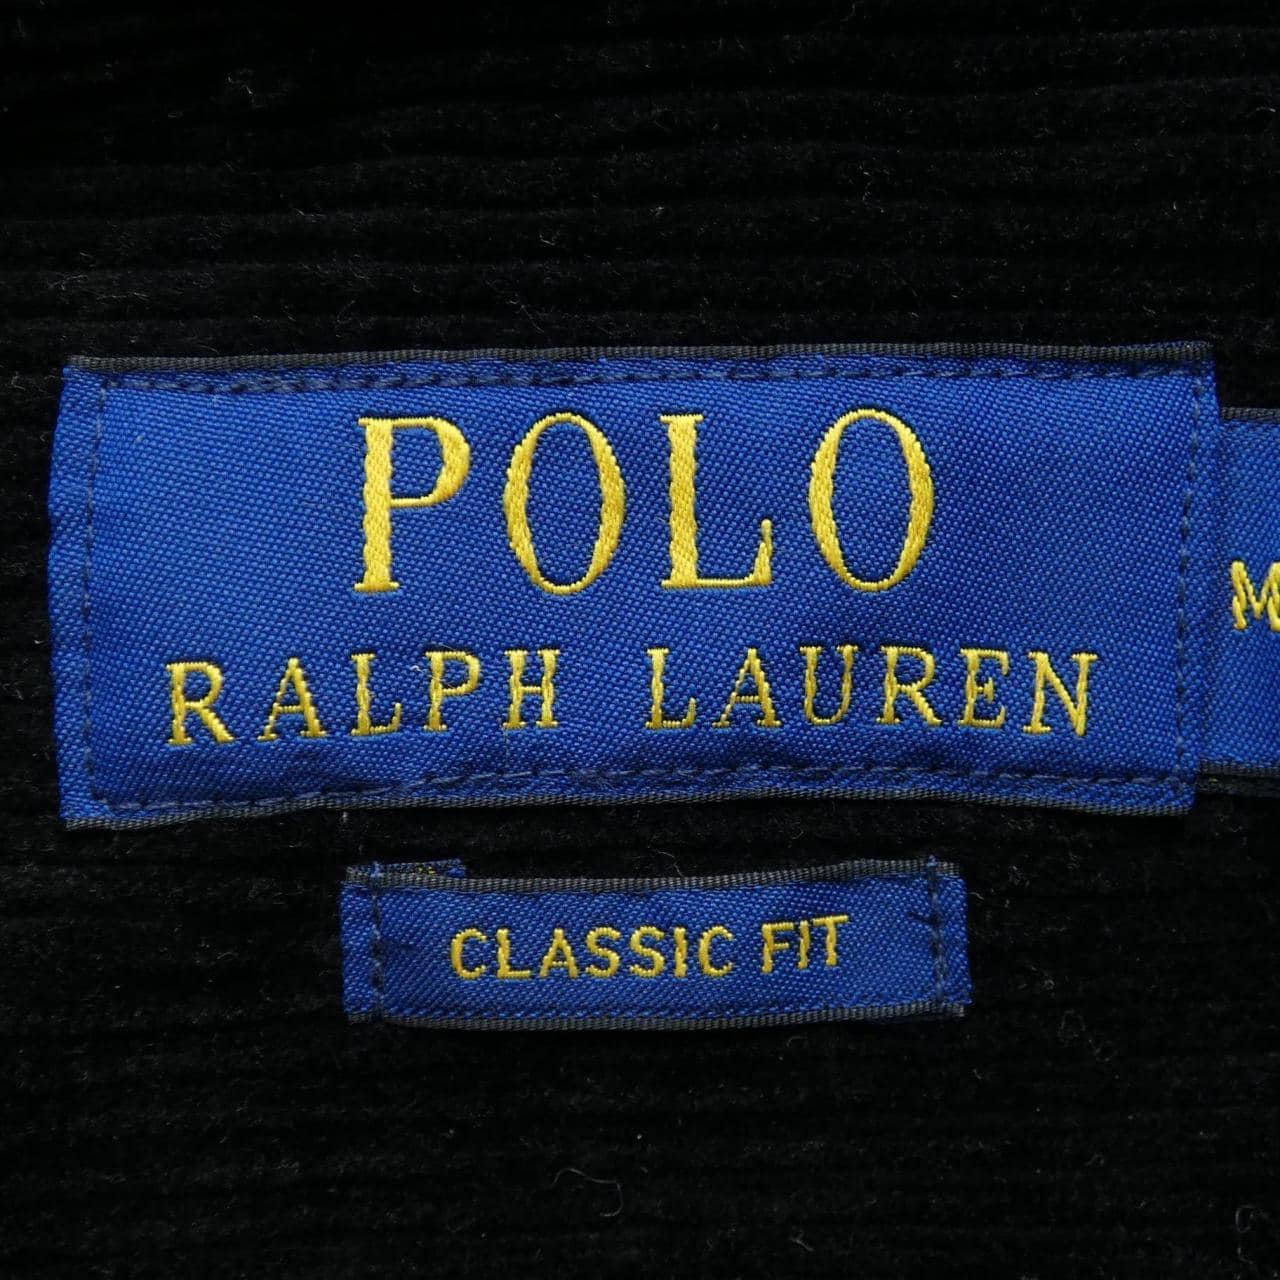 POLO
RALPH LAUREN
M
CLASSIC FIT